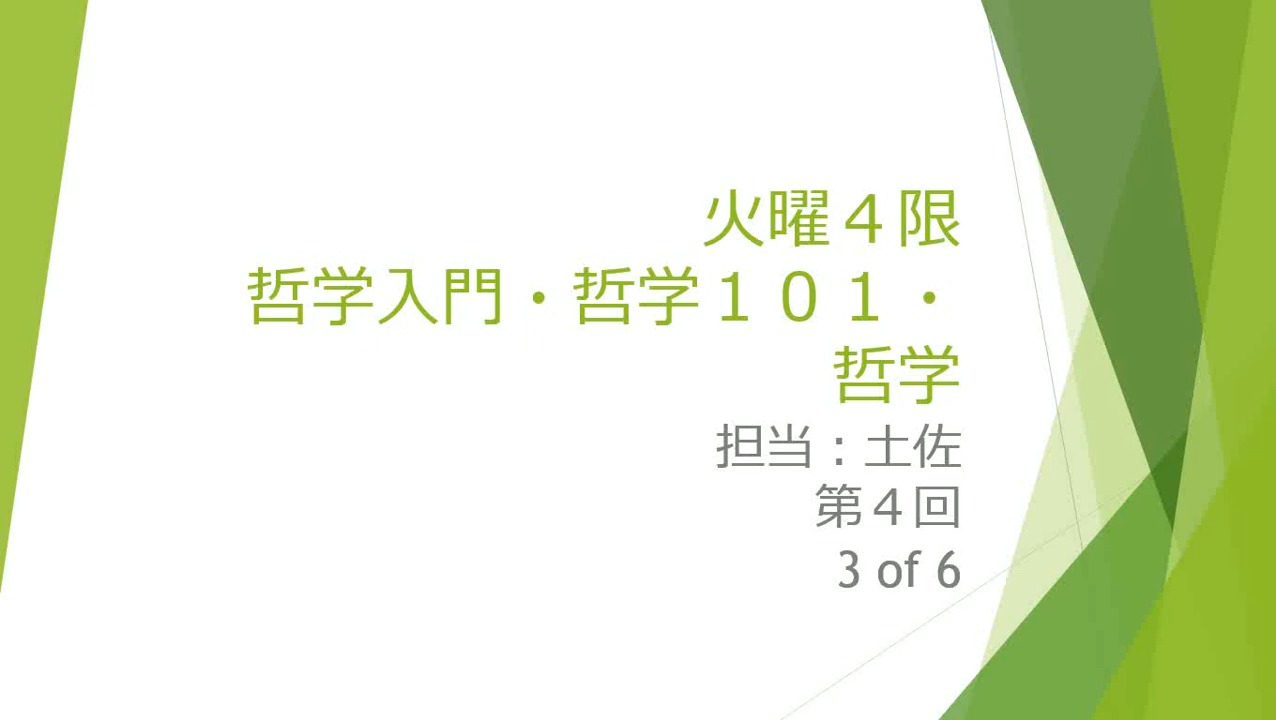 火曜４限
哲学入門・哲学１０１・
哲学
担当：土佐
第４回
3 of 6